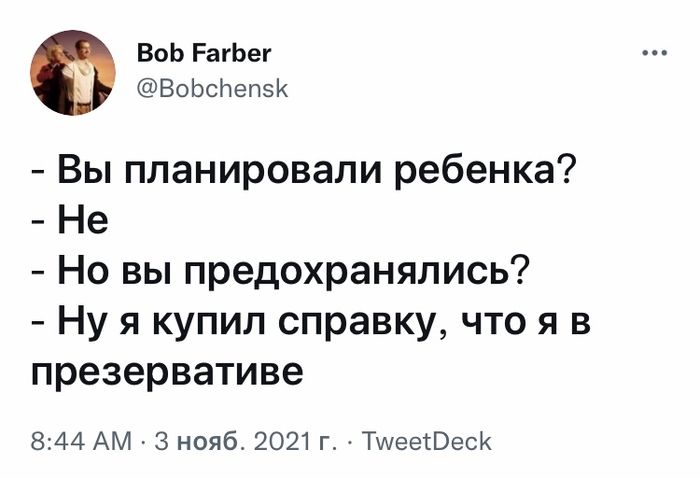 Bob Farber
@Bobchensk
- Вы планировали ребенка?
- Не
- Но вы предохранялись?
- Ну я купил справку, что я в
презервативе
8:44 AM · 3 нояб. 2021 г. · TweetDeck